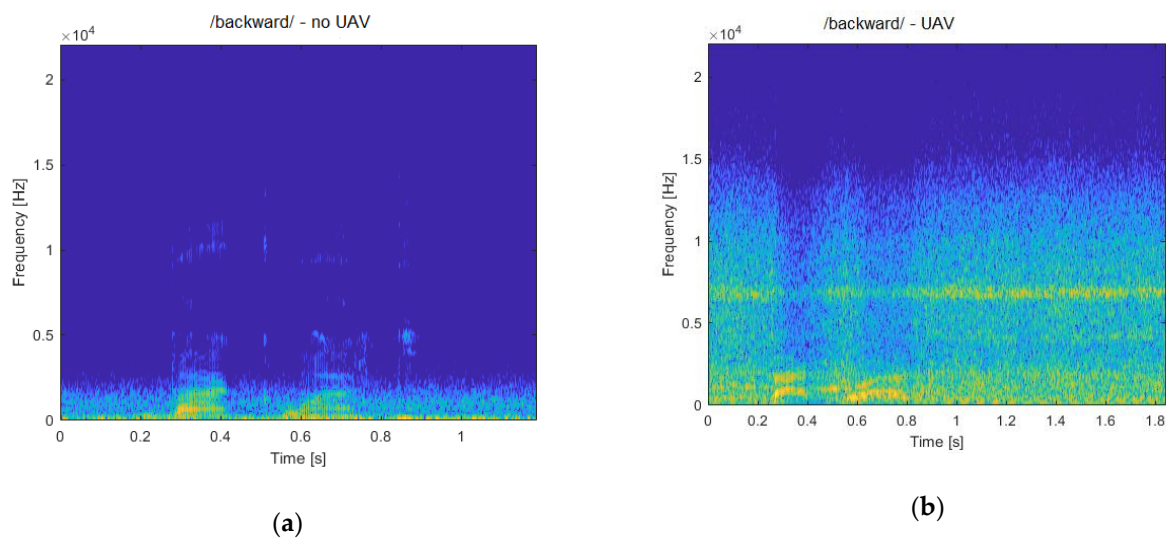 /backward/ - no UAV
×10⁴
2
1.5
1
0.5
0
Frequency [Hz]
0 0.2 0.4 0.6 0.8 1
Time [s]
(a)
/backward/ - UAV
×10⁴
2
1.5
1
0.5
0
Frequency [Hz]
0 0.2 0.4 0.6 0.8 1 1.2 1.4 1.6 1.8
Time [s]
(b)